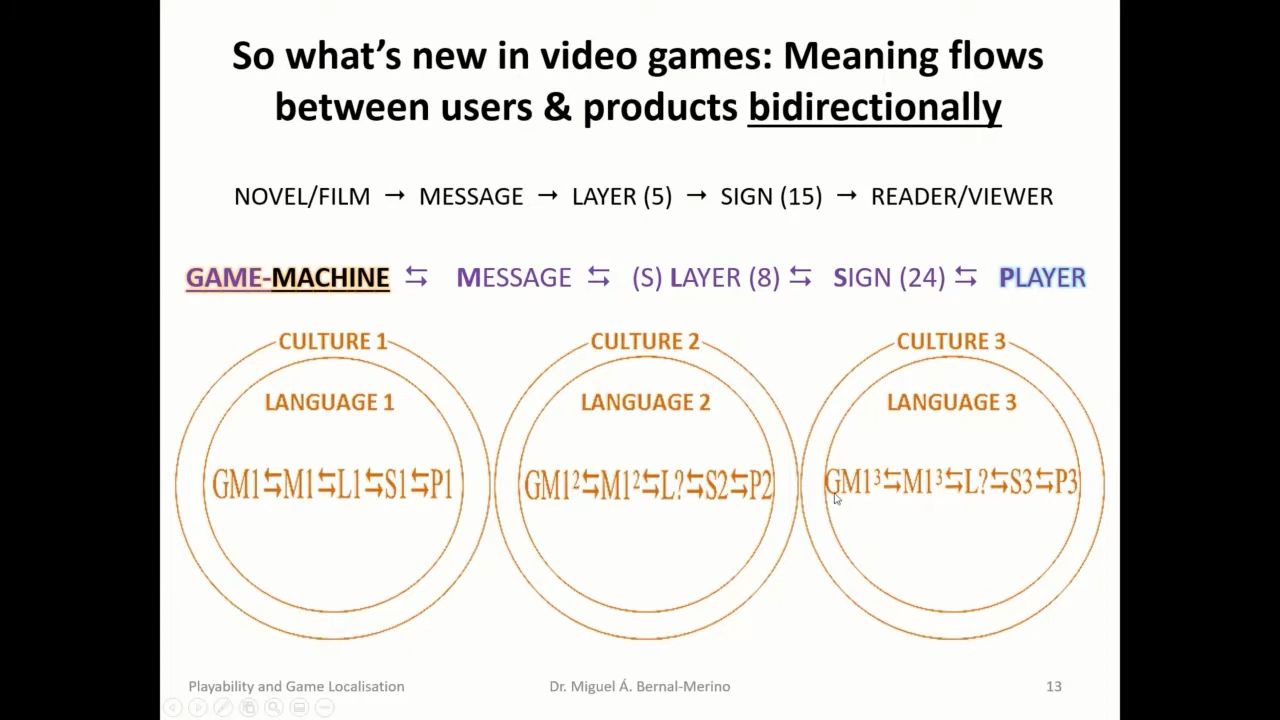 So what’s new in video games: Meaning flows
between users & products bidirectionally
NOVEL/FILM → MESSAGE → LAYER (5) → SIGN (15) → READER/VIEWER
GAME-MACHINE ⇆ MESSAGE ⇆ (S) LAYER (8) ⇆ SIGN (24) ⇆ PLAYER
CULTURE 1 CULTURE 2 CULTURE 3
LANGUAGE 1 LANGUAGE 2 LANGUAGE 3
GM1⇆M1⇆L1⇆S1⇆P1 GM1²⇆M1²⇆L?⇆S2⇆P2 GM1³⇆M1³⇆L?⇆S3⇆P3
Playability and Game Localisation Dr. Miguel Á. Bernal-Merino 13